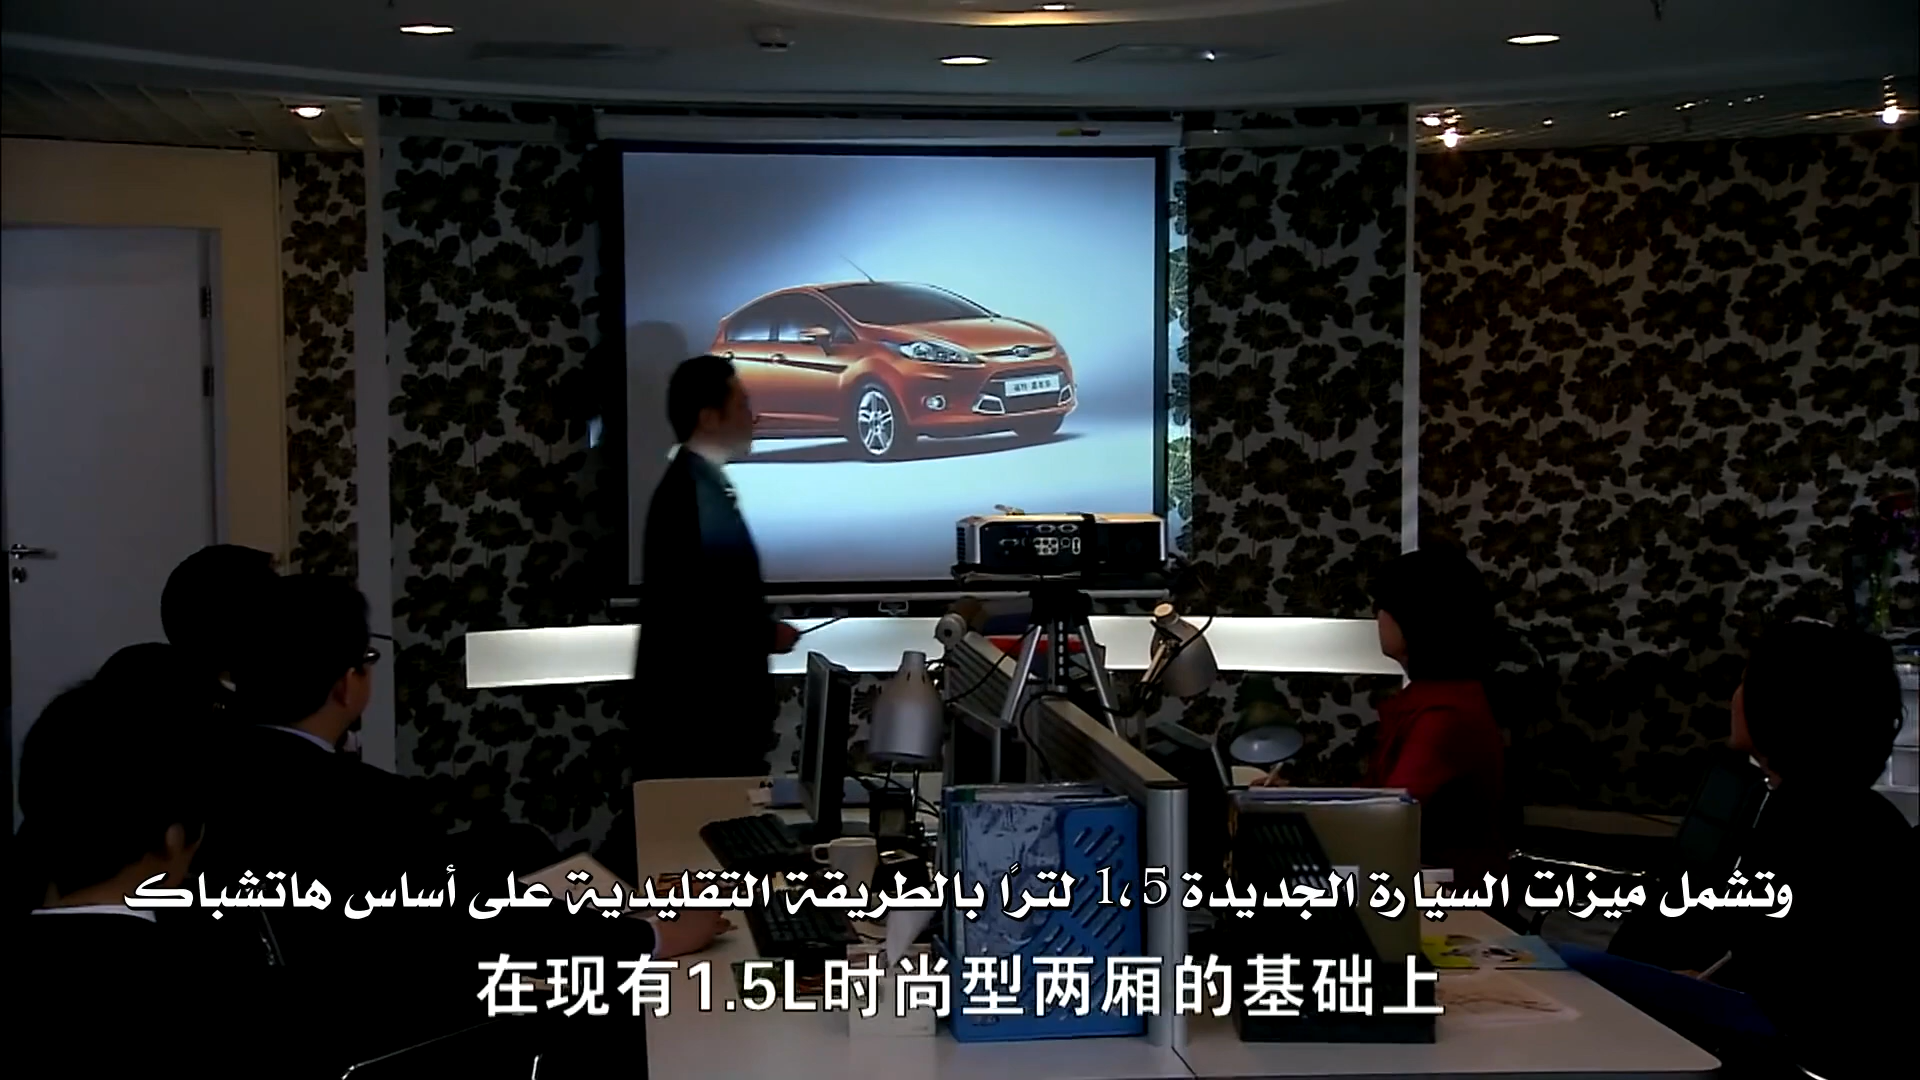 وتشمل ميزات السيارة الجديدة 1،5 لترًا بالطريقة التقليدية على أساس هاتشباك
在现有1.5L时尚型两厢的基础上